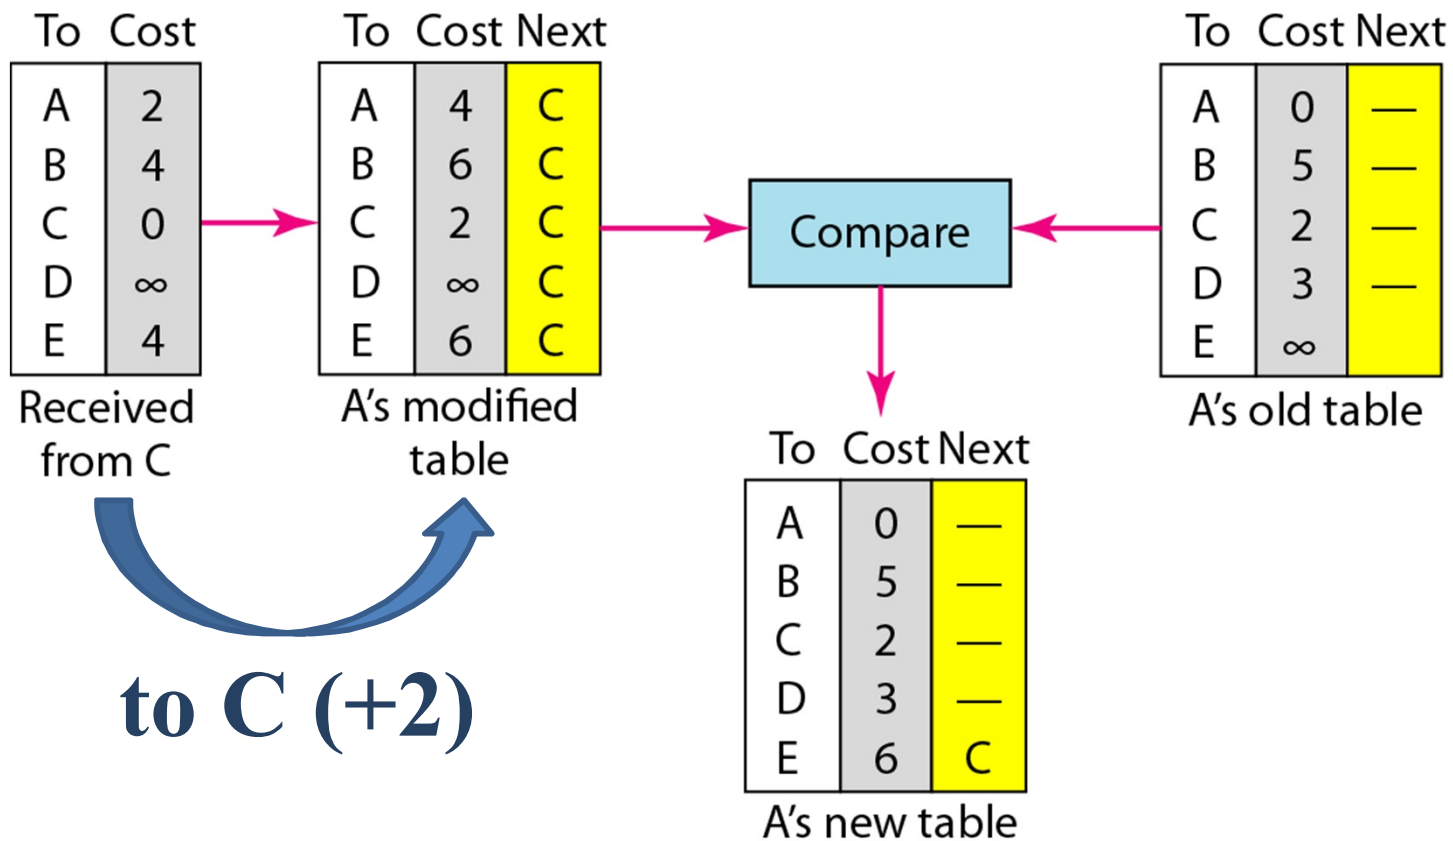 To Cost
A 2
B 4
C 0
D ∞
E 4
Received
from C
To Cost Next
A 4 C
B 6 C
C 2 C
D ∞ C
E 6 C
A's modified
table
to C (+2)
Compare
To Cost Next
A 0 —
B 5 —
C 2 —
D 3 —
E ∞
A's old table
To Cost Next
A 0 —
B 5 —
C 2 —
D 3 —
E 6 C
A's new table